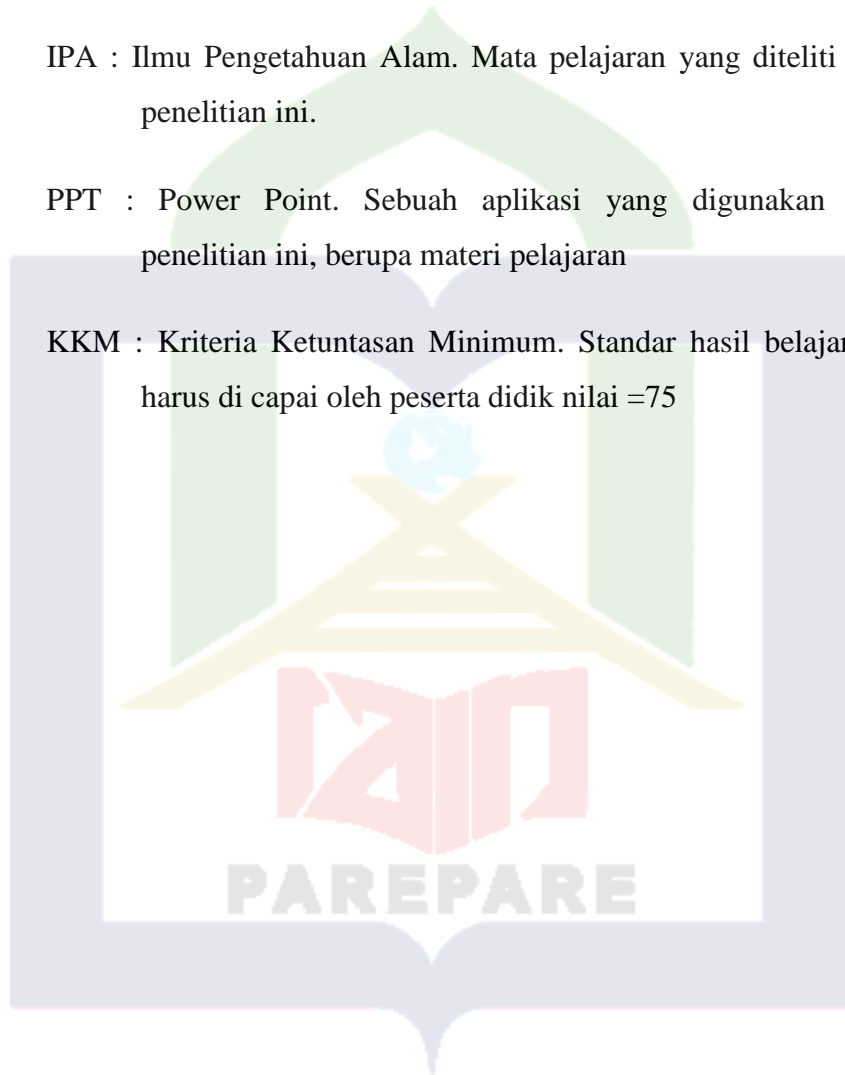 IPA : Ilmu Pengetahuan Alam. Mata pelajaran yang diteliti
penelitian ini.
PPT : Power Point. Sebuah aplikasi yang digunakan
penelitian ini, berupa materi pelajaran
KKM : Kriteria Ketuntasan Minimum. Standar hasil belajar
harus di capai oleh peserta didik nilai =75
iain
PAREPARE